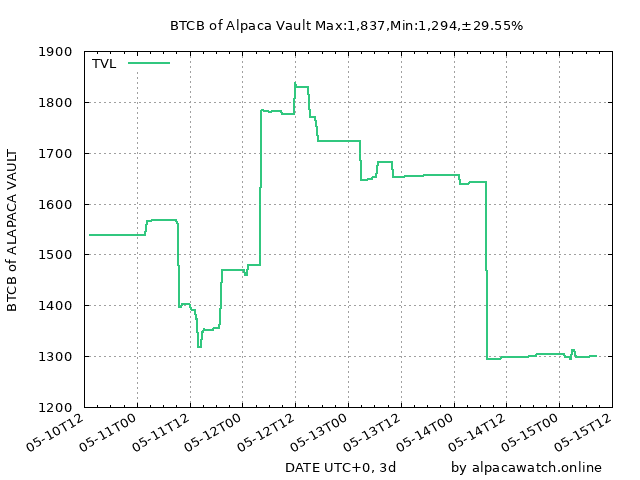 BTCB of Alpaca Vault Max:1,837,Min:1,294,±29.55%
TVL
BTCB of ALAPACA VAULT
1900
1800
1700
1600
1500
1400
1300
1200
05-10T12
05-11T00
05-11T12
05-12T00
05-12T12
05-13T00
05-13T12
05-14T00
05-14T12
05-15T00
05-15T12
DATE UTC+0, 3d
by alpacawatch.online